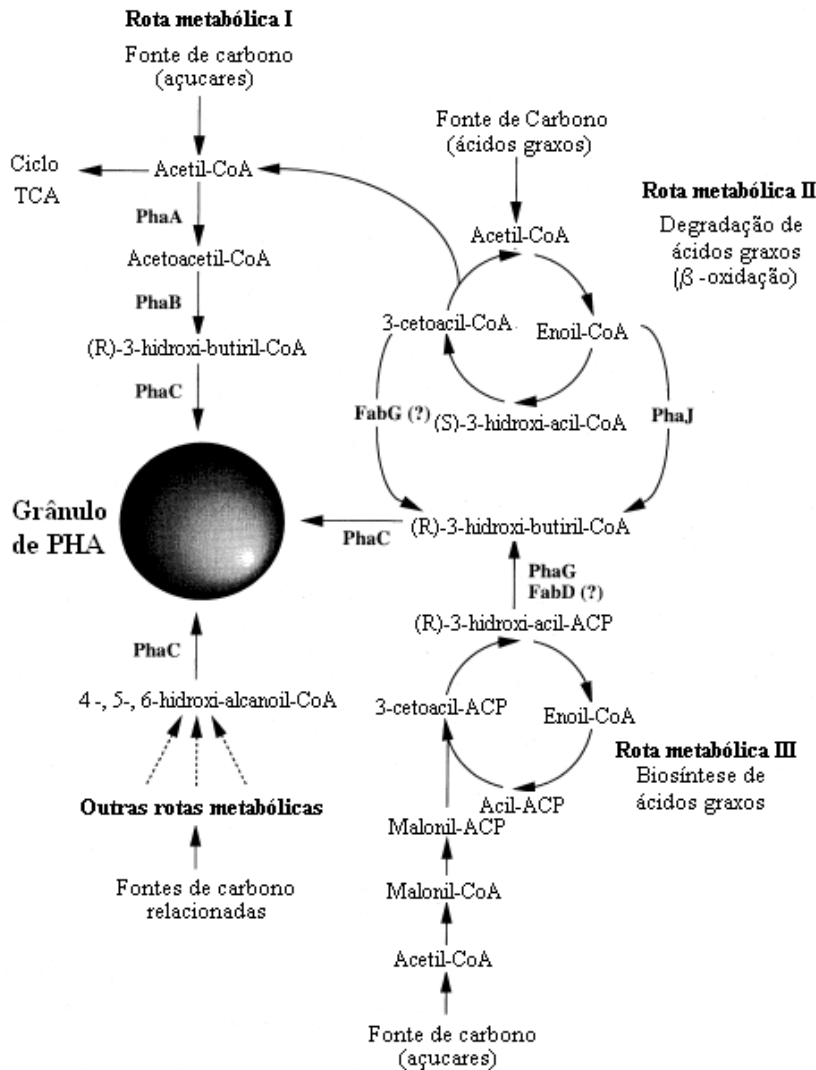 Rota metabólica I
Fonte de carbono
(açucares)
Ciclo
TCA
Acetil-CoA
PhaA
Acetoacetil-CoA
PhaB
(R)-3-hidroxi-butiril-CoA
PhaC
Grânulo
de PHA
Fonte de Carbono
(ácidos graxos)
Rota metabólica II
Degradação de
ácidos graxos
(β -oxidação)
Acetil-CoA
3-cetoacil-CoA
Enoil-CoA
(S)-3-hidroxi-acil-CoA
FabG (?)
PhaJ
(R)-3-hidroxi-butiril-CoA
PhaC
PhaG
FabD (?)
(R)-3-hidroxi-acil-ACP
3-cetoacil-ACP
Enoil-CoA
Acil-ACP
Rota metabólica III
Biosíntese de
ácidos graxos
Malonil-ACP
Malonil-CoA
Acetil-CoA
Fonte de carbono
(açucares)
PhaC
4 -, 5-, 6-hidroxi-alcanoil-CoA
Outras rotas metabólicas
Fontes de carbono
relacionadas